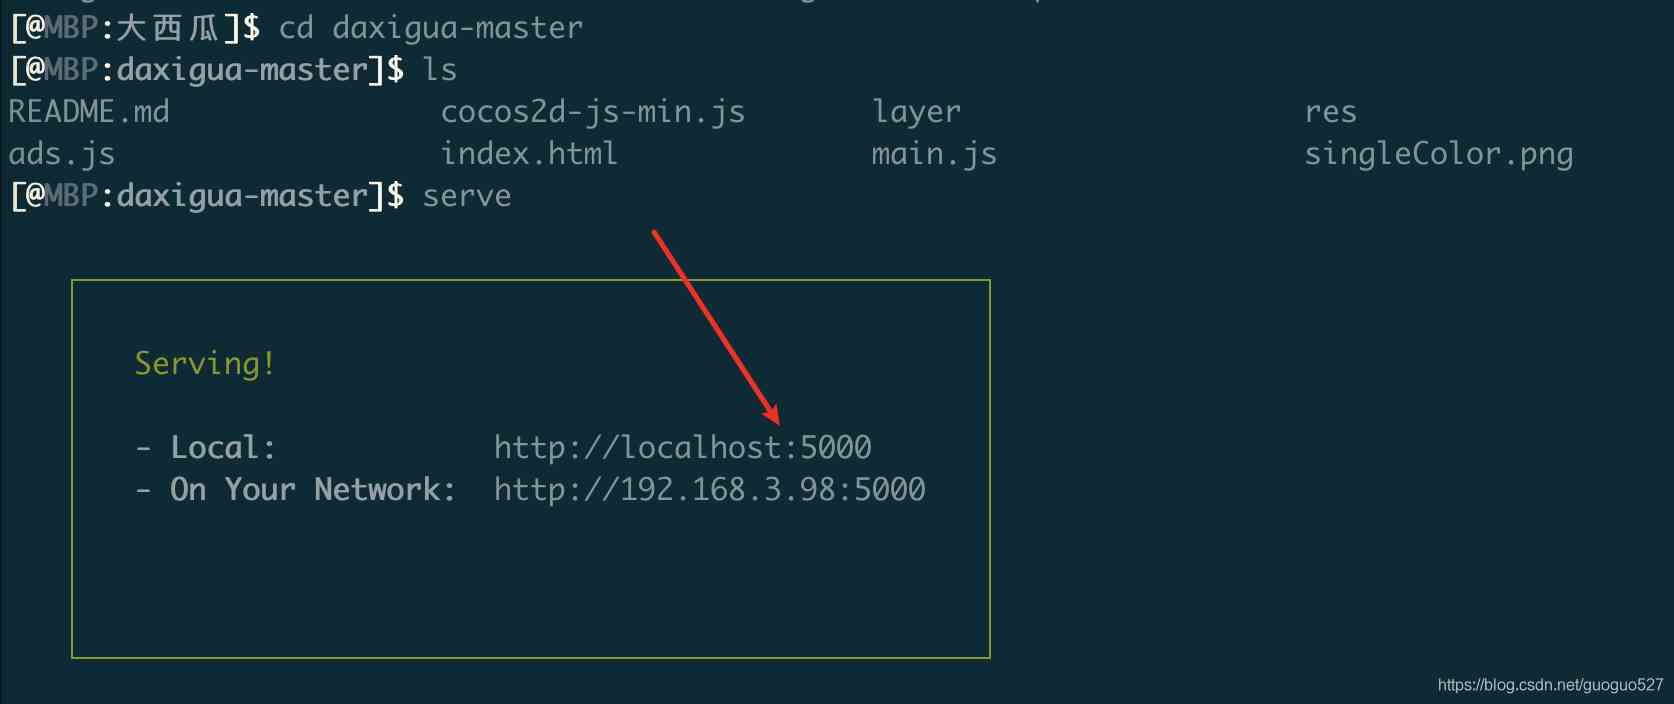 [@MBP:大西瓜]$ cd daxigua-master
[@MBP:daxigua-master]$ ls
README.md cocos2d-js-min.js layer res
ads.js index.html main.js singleColor.png
[@MBP:daxigua-master]$ serve
Serving!
- Local: http://localhost:5000
- On Your Network: http://192.168.3.98:5000
https://blog.csdn.net/guoguo527